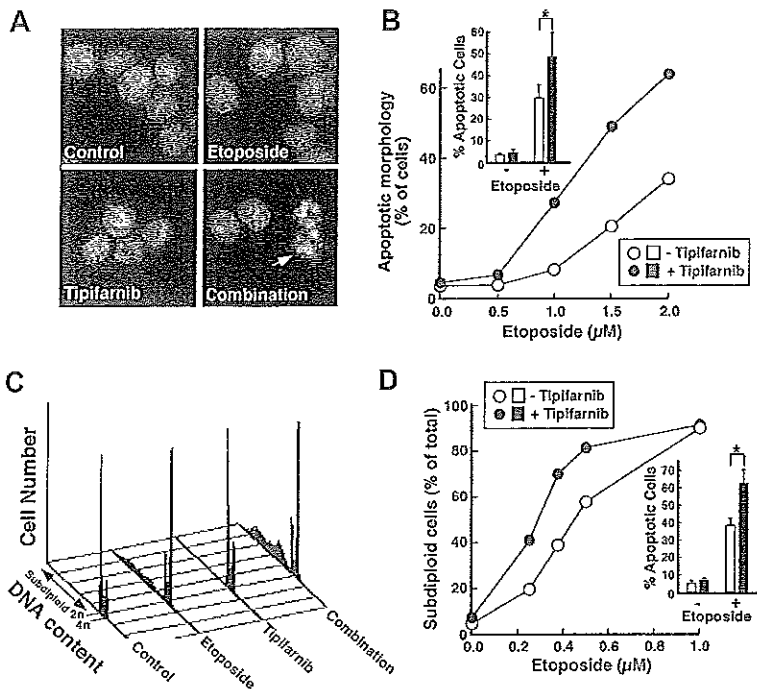 A
Control
Etoposide
Tipifarnib
Combination
B
Apoptotic morphology
(% of cells)
60
40
20
0
0.0
0.5
1.0
1.5
2.0
Etoposide (µM)
% Apoptotic Cells
60
50
40
30
20
10
0
-
+
Etoposide
*
- Tipifarnib
+ Tipifarnib
C
Cell Number
DNA content
Subdiploid
2n
4n
Control
Etoposide
Tipifarnib
Combination
D
Subdiploid cells (% of total)
100
80
60
40
20
0
0.0
0.2
0.4
0.6
0.8
1.0
Etoposide (µM)
- Tipifarnib
+ Tipifarnib
% Apoptotic Cells
70
60
50
40
30
20
10
0
-
+
Etoposide
*